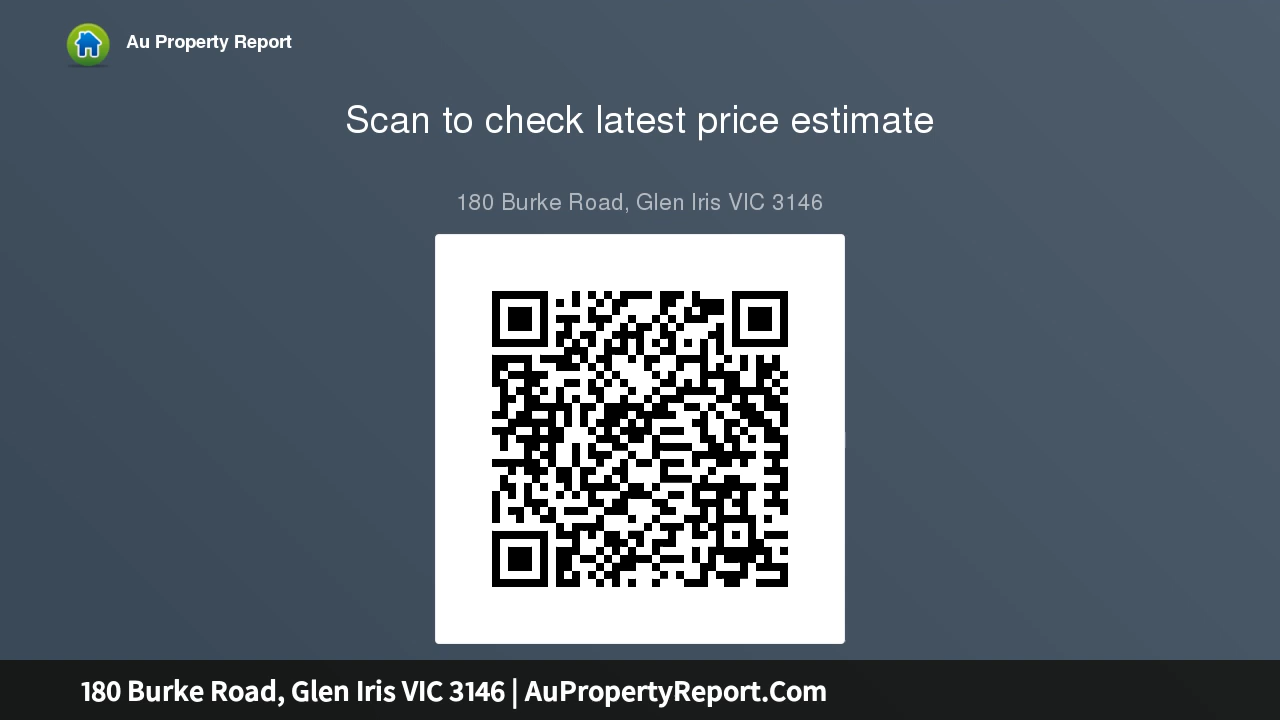 Au Property Report
Scan to check latest price estimate
180 Burke Road, Glen Iris VIC 3146
180 Burke Road, Glen Iris VIC 3146 | AuPropertyReport.Com